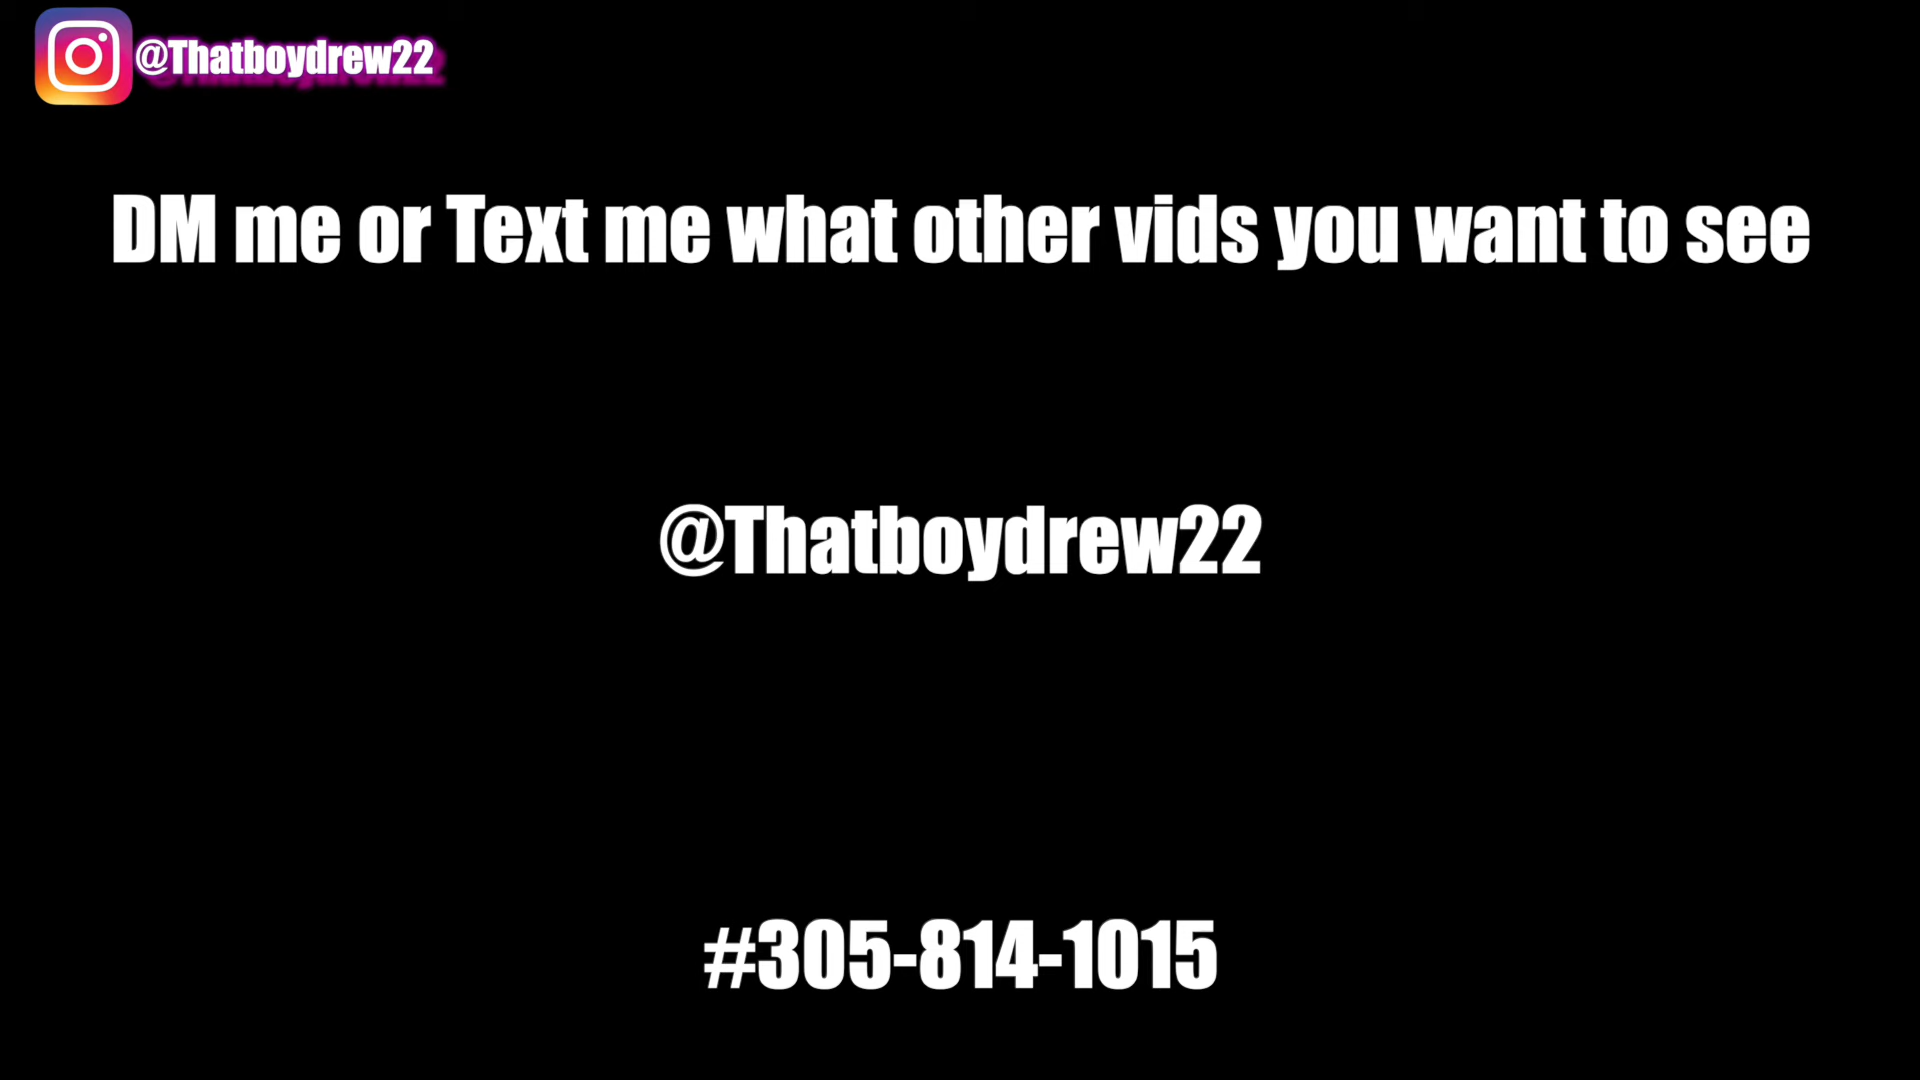 @Thatboydrew22
DM me or Text me what other vids you want to see
@Thatboydrew22
#305-814-1015